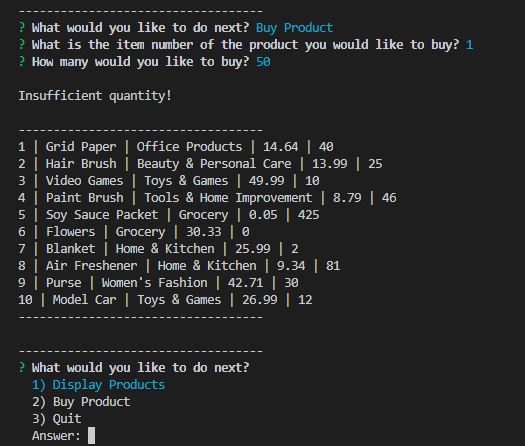 -----------------------------------
? What would you like to do next? Buy Product
? What is the item number of the product you would like to buy? 1
? How many would you like to buy? 50
Insufficient quantity!
-----------------------------------
1 | Grid Paper | Office Products | 14.64 | 40
2 | Hair Brush | Beauty & Personal Care | 13.99 | 25
3 | Video Games | Toys & Games | 49.99 | 10
4 | Paint Brush | Tools & Home Improvement | 8.79 | 46
5 | Soy Sauce Packet | Grocery | 0.05 | 425
6 | Flowers | Grocery | 30.33 | 0
7 | Blanket | Home & Kitchen | 25.99 | 2
8 | Air Freshener | Home & Kitchen | 9.34 | 81
9 | Purse | Women's Fashion | 42.71 | 30
10 | Model Car | Toys & Games | 26.99 | 12
-----------------------------------
-----------------------------------
? What would you like to do next?
1) Display Products
2) Buy Product
3) Quit
Answer: